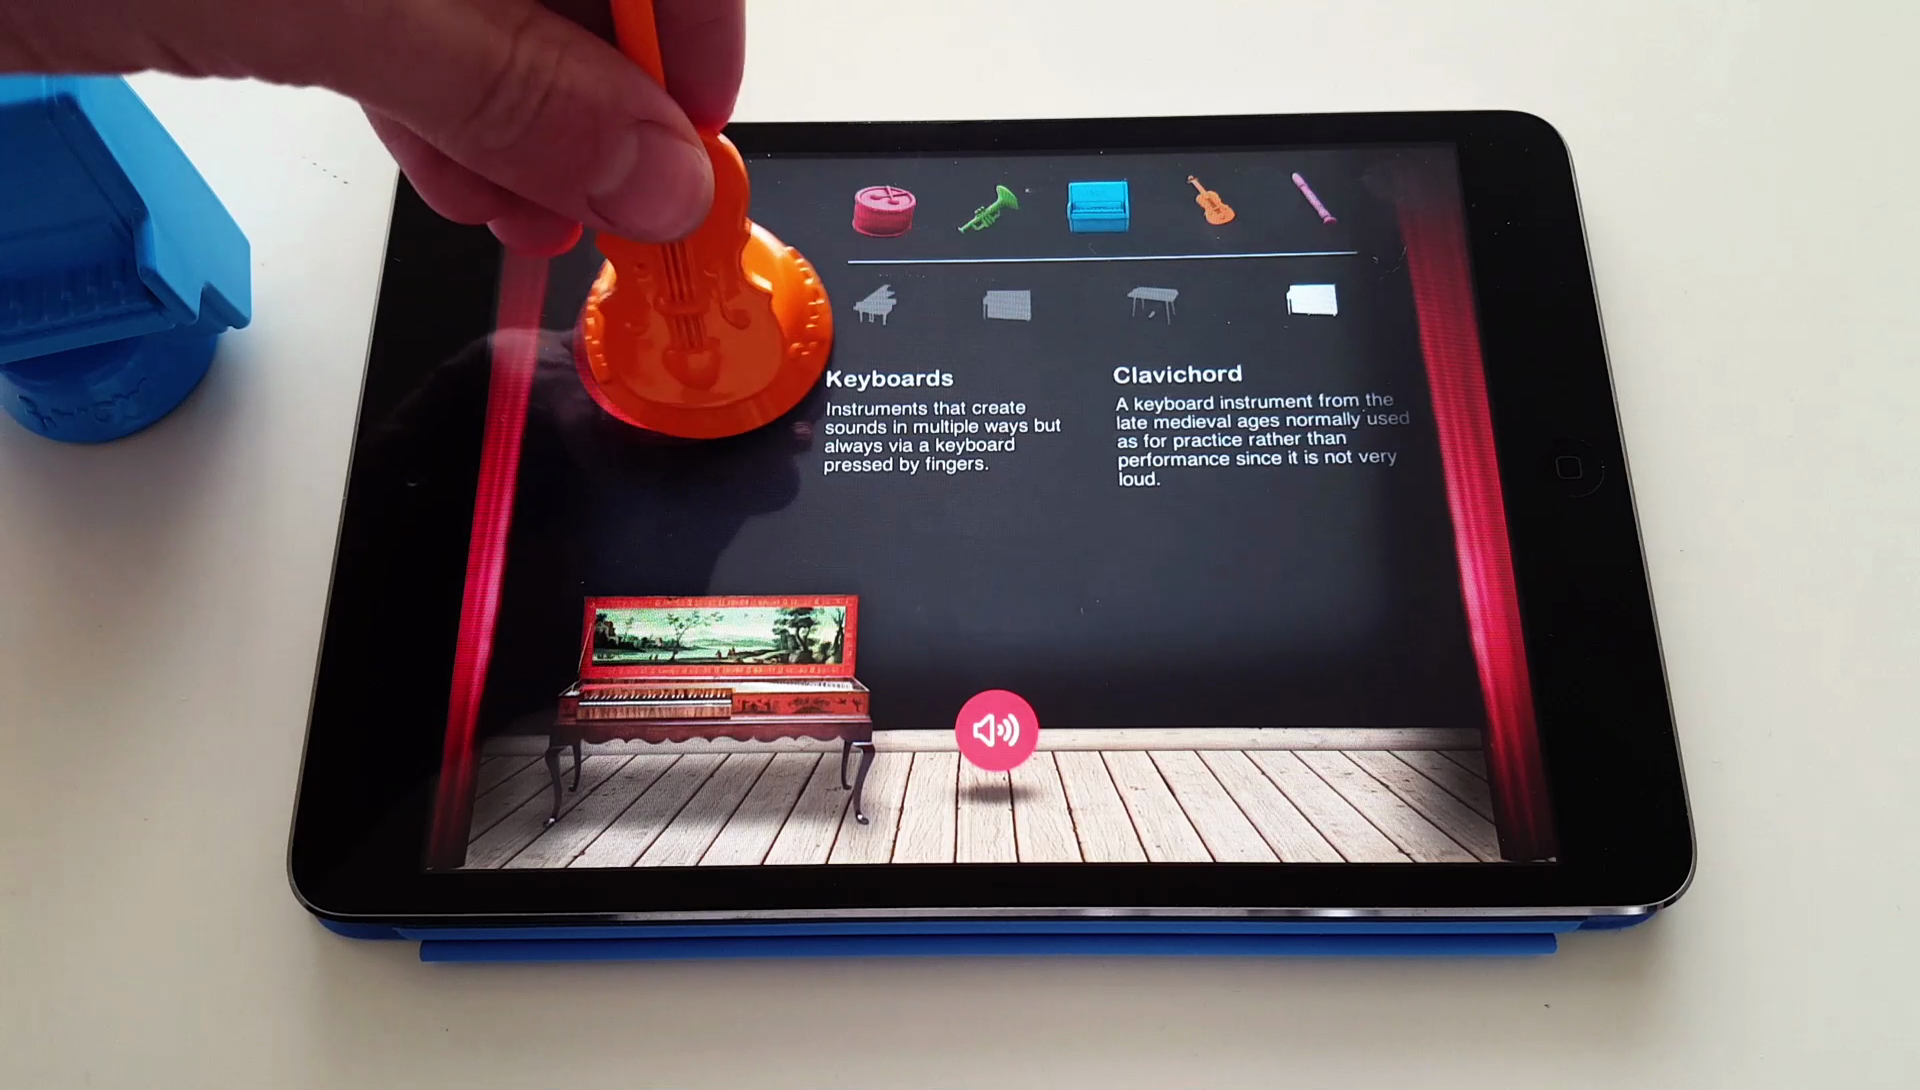 Keyboards
Instruments that create
sounds in multiple ways but
always via a keyboard
pressed by fingers.
Clavichord
A keyboard instrument from the
late medieval ages normally used
as for practice rather than
performance since it is not very
loud.